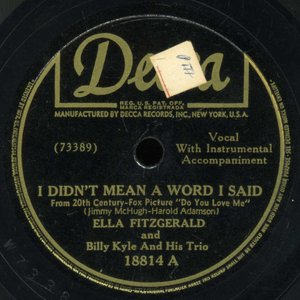 Decca
REG. U.S. PAT. OFF.
MARCA REGISTRADA
MANUFACTURED BY DECCA RECORDS, INC., NEW YORK, U.S.A.
(73389)
Vocal
With Instrumental
Accompaniment
I DIDN'T MEAN A WORD I SAID
From 20th Century-Fox Picture "Do You Love Me"
(Jimmy McHugh-Harold Adamson)
ELLA FITZGERALD
and
Billy Kyle And His Trio
18814 A